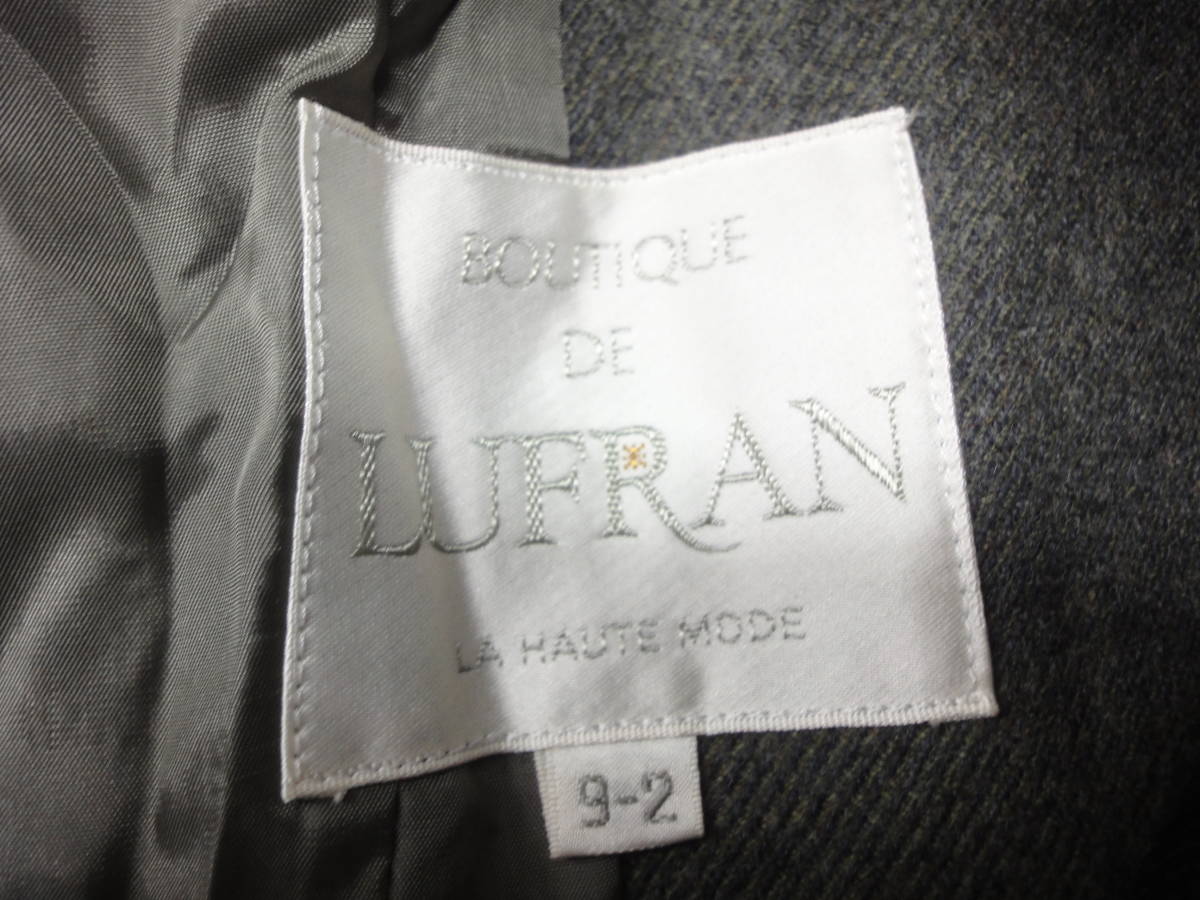 BOUTIQUE
DE
LUFRAN
LA HAUTE MODE
9-2